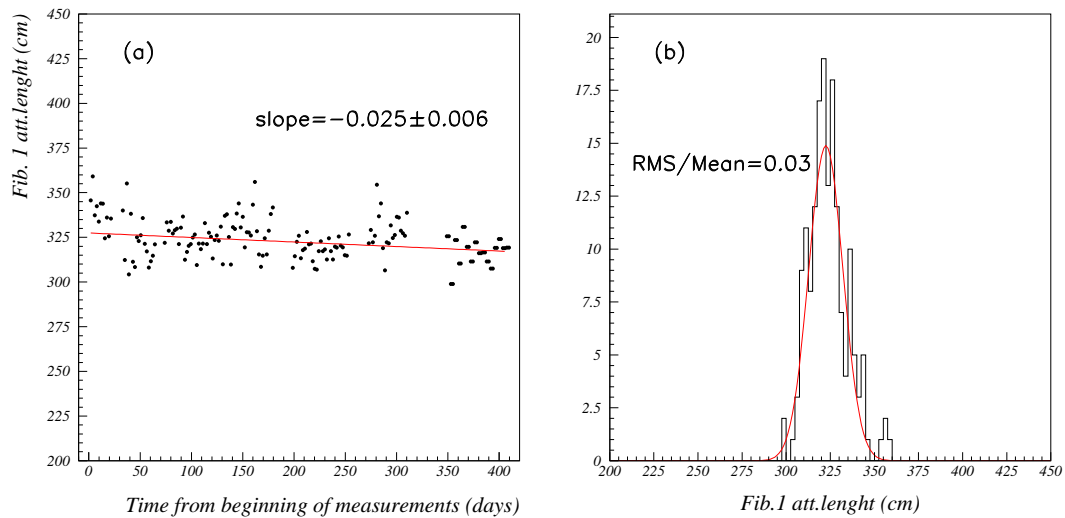 (a)
slope=−0.025±0.006
Fib. 1 att.lenght (cm)
450
425
400
375
350
325
300
275
250
225
200
0 50 100 150 200 250 300 350 400
Time from beginning of measurements (days)
(b)
RMS/Mean=0.03
20
17.5
15
12.5
10
7.5
5
2.5
0
200 225 250 275 300 325 350 375 400 425 450
Fib.1 att.lenght (cm)